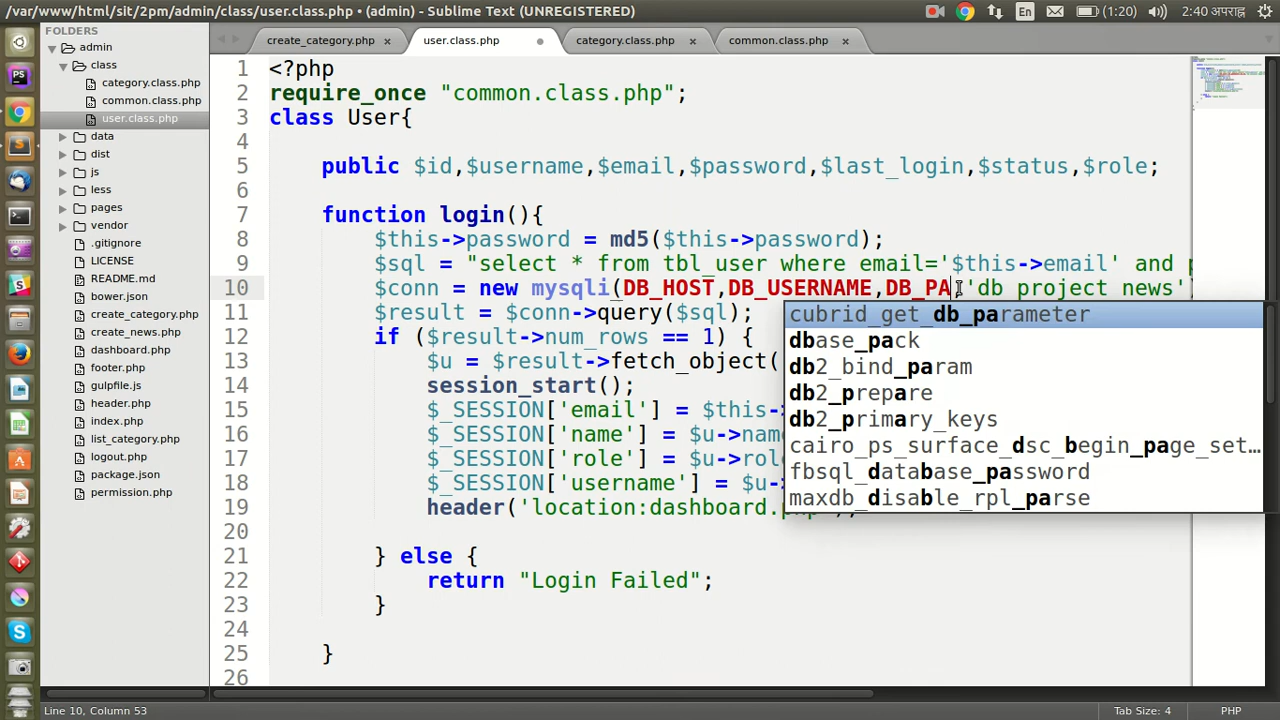 /var/www/html/sit/2pm/admin/class/user.class.php • (admin) - Sublime Text (UNREGISTERED)
En
(1:20)
2:40 अपराह्न
FOLDERS
admin
class
category.class.php
common.class.php
user.class.php
data
dist
js
less
pages
vendor
.gitignore
LICENSE
README.md
bower.json
create_category.php
create_news.php
dashboard.php
footer.php
gulpfile.js
header.php
index.php
list_category.php
logout.php
package.json
permission.php
create_category.php ×
user.class.php
category.class.php ×
common.class.php ×
1 <?php
2 require_once "common.class.php";
3 class User{
4
5 public $id,$username,$email,$password,$last_login,$status,$role;
6
7 function login(){
8 $this->password = md5($this->password);
9 $sql = "select * from tbl_user where email='$this->email' and p
10 $conn = new mysqli(DB_HOST,DB_USERNAME,DB_PA,'db_project_news')
11 $result = $conn->query($sql);
12 if ($result->num_rows == 1) {
13 $u = $result->fetch_object(
14 session_start();
15 $_SESSION['email'] = $this-
16 $_SESSION['name'] = $u->name
17 $_SESSION['role'] = $u->role
18 $_SESSION['username'] = $u-
19 header('location:dashboard.php');
20
21 } else {
22 return "Login Failed";
23 }
24
25 }
26
cubrid_get_db_parameter
dbase_pack
db2_bind_param
db2_prepare
db2_primary_keys
cairo_ps_surface_dsc_begin_page_set…
fbsql_database_password
maxdb_disable_rpl_parse
Line 10, Column 53
Tab Size: 4
PHP